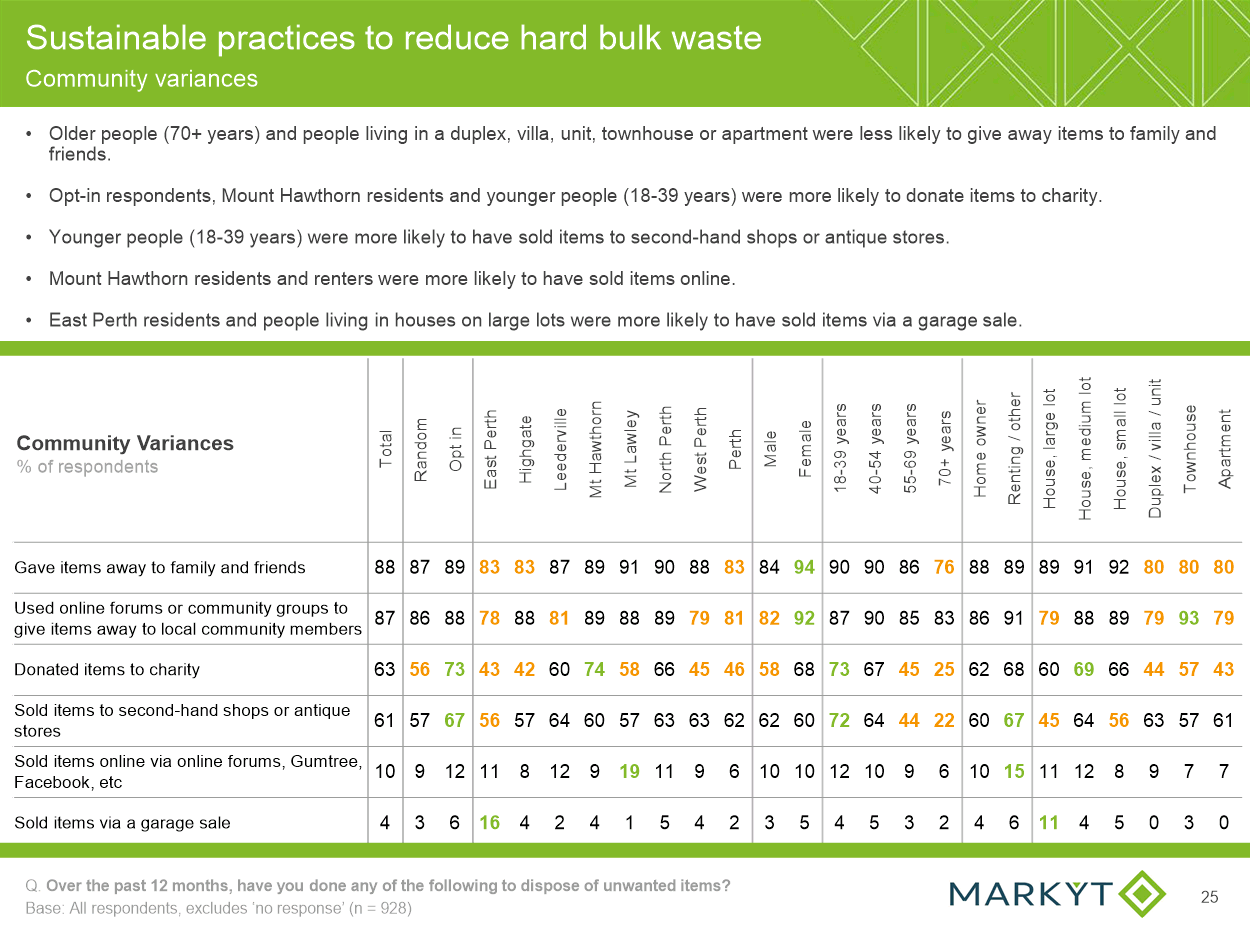 Sustainable practices to reduce hard bulk waste
Community variances
• Older people (70+ years) and people living in a duplex, villa, unit, townhouse or apartment were less likely to give away items to family and
friends.
• Opt-in respondents, Mount Hawthorn residents and younger people (18-39 years) were more likely to donate items to charity.
• Younger people (18-39 years) were more likely to have sold items to second-hand shops or antique stores.
• Mount Hawthorn residents and renters were more likely to have sold items online.
• East Perth residents and people living in houses on large lots were more likely to have sold items via a garage sale.
Community Variances
% of respondents
Total
Random
Opt in
East Perth
Highgate
Leederville
Mt Hawthorn
Mt Lawley
North Perth
West Perth
Perth
Male
Female
18-39 years
40-54 years
55-69 years
70+ years
Home owner
Renting / other
House, large lot
House, medium lot
House, small lot
Duplex / villa / unit
Townhouse
Apartment
Gave items away to family and friends 88 87 89 83 83 87 89 91 90 88 83 84 94 90 90 86 76 88 89 89 91 92 80 80 80
Used online forums or community groups to
give items away to local community members 87 86 88 78 88 81 89 88 89 79 81 82 92 87 90 85 83 86 91 79 88 89 79 93 79
Donated items to charity 63 56 73 43 42 60 74 58 66 45 46 58 68 73 67 45 25 62 68 60 69 66 44 57 43
Sold items to second-hand shops or antique
stores 61 57 67 56 57 64 60 57 63 63 62 62 60 72 64 44 22 60 67 45 64 56 63 57 61
Sold items online via online forums, Gumtree,
Facebook, etc 10 9 12 11 8 12 9 19 11 9 6 10 10 12 10 9 6 10 15 11 12 8 9 7 7
Sold items via a garage sale 4 3 6 16 4 2 4 1 5 4 2 3 5 4 5 3 2 4 6 11 4 5 0 3 0
Q. Over the past 12 months, have you done any of the following to dispose of unwanted items?
Base: All respondents, excludes 'no response' (n = 928)
MARKYT
25